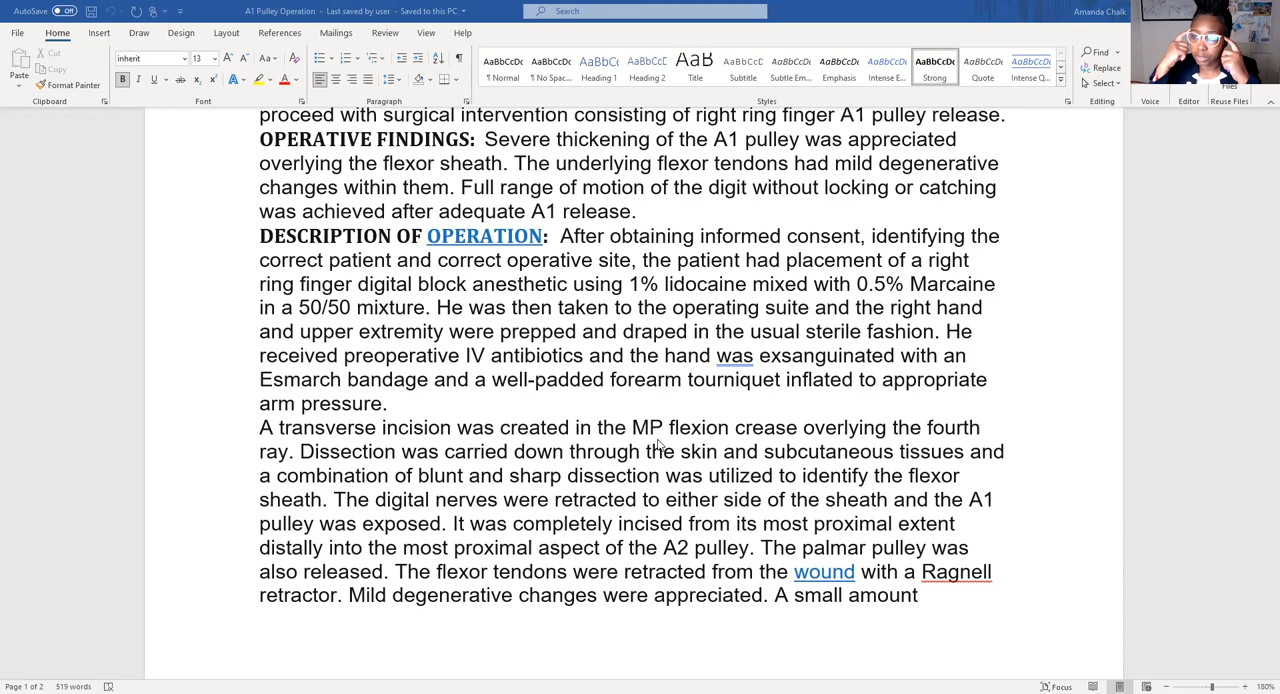 AutoSave Off A1 Pulley Operation - Last saved by user - Saved to this PC Search Amanda Chalk
File Home Insert Draw Design Layout References Mailings Review View Help
Paste Cut Copy Format Painter
inherit 13
AaBbCcDc AaBbCcDc AaBbCc AaBbCcD AaB AaBbCcC AaBbCcDc AaBbCcDc AaBbCcDc AaBbCcDc AaBbCcDc AaBbCcDc
¶ Normal ¶ No Spac... Heading 1 Heading 2 Title Subtitle Subtle Em... Emphasis Intense E... Strong Quote Intense Q...
Find Replace Select
Files
Clipboard Font Paragraph Styles Editing Voice Editor Reuse Files
proceed with surgical intervention consisting of right ring finger A1 pulley release.
OPERATIVE FINDINGS: Severe thickening of the A1 pulley was appreciated
overlying the flexor sheath. The underlying flexor tendons had mild degenerative
changes within them. Full range of motion of the digit without locking or catching
was achieved after adequate A1 release.
DESCRIPTION OF OPERATION: After obtaining informed consent, identifying the
correct patient and correct operative site, the patient had placement of a right
ring finger digital block anesthetic using 1% lidocaine mixed with 0.5% Marcaine
in a 50/50 mixture. He was then taken to the operating suite and the right hand
and upper extremity were prepped and draped in the usual sterile fashion. He
received preoperative IV antibiotics and the hand was exsanguinated with an
Esmarch bandage and a well-padded forearm tourniquet inflated to appropriate
arm pressure.
A transverse incision was created in the MP flexion crease overlying the fourth
ray. Dissection was carried down through the skin and subcutaneous tissues and
a combination of blunt and sharp dissection was utilized to identify the flexor
sheath. The digital nerves were retracted to either side of the sheath and the A1
pulley was exposed. It was completely incised from its most proximal extent
distally into the most proximal aspect of the A2 pulley. The palmar pulley was
also released. The flexor tendons were retracted from the wound with a Ragnell
retractor. Mild degenerative changes were appreciated. A small amount
Page 1 of 2 519 words Focus 180%